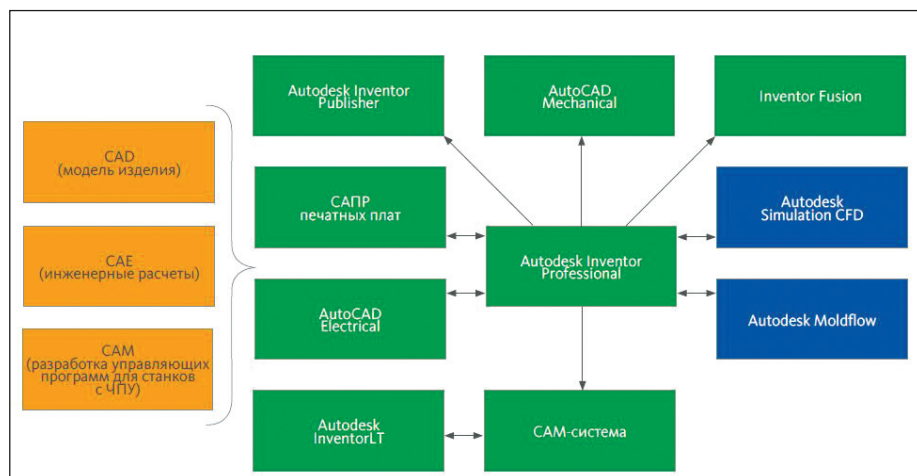 CAD
(модель изделия)
CAE
(инженерные расчеты)
CAM
(разработка управляющих
программ для станков
с ЧПУ)
Autodesk Inventor
Publisher
AutoCAD
Mechanical
Inventor Fusion
САПР
печатных плат
Autodesk Inventor
Professional
Autodesk
Simulation CFD
AutoCAD
Electrical
Autodesk Moldflow
Autodesk
InventorLT
CAM-система